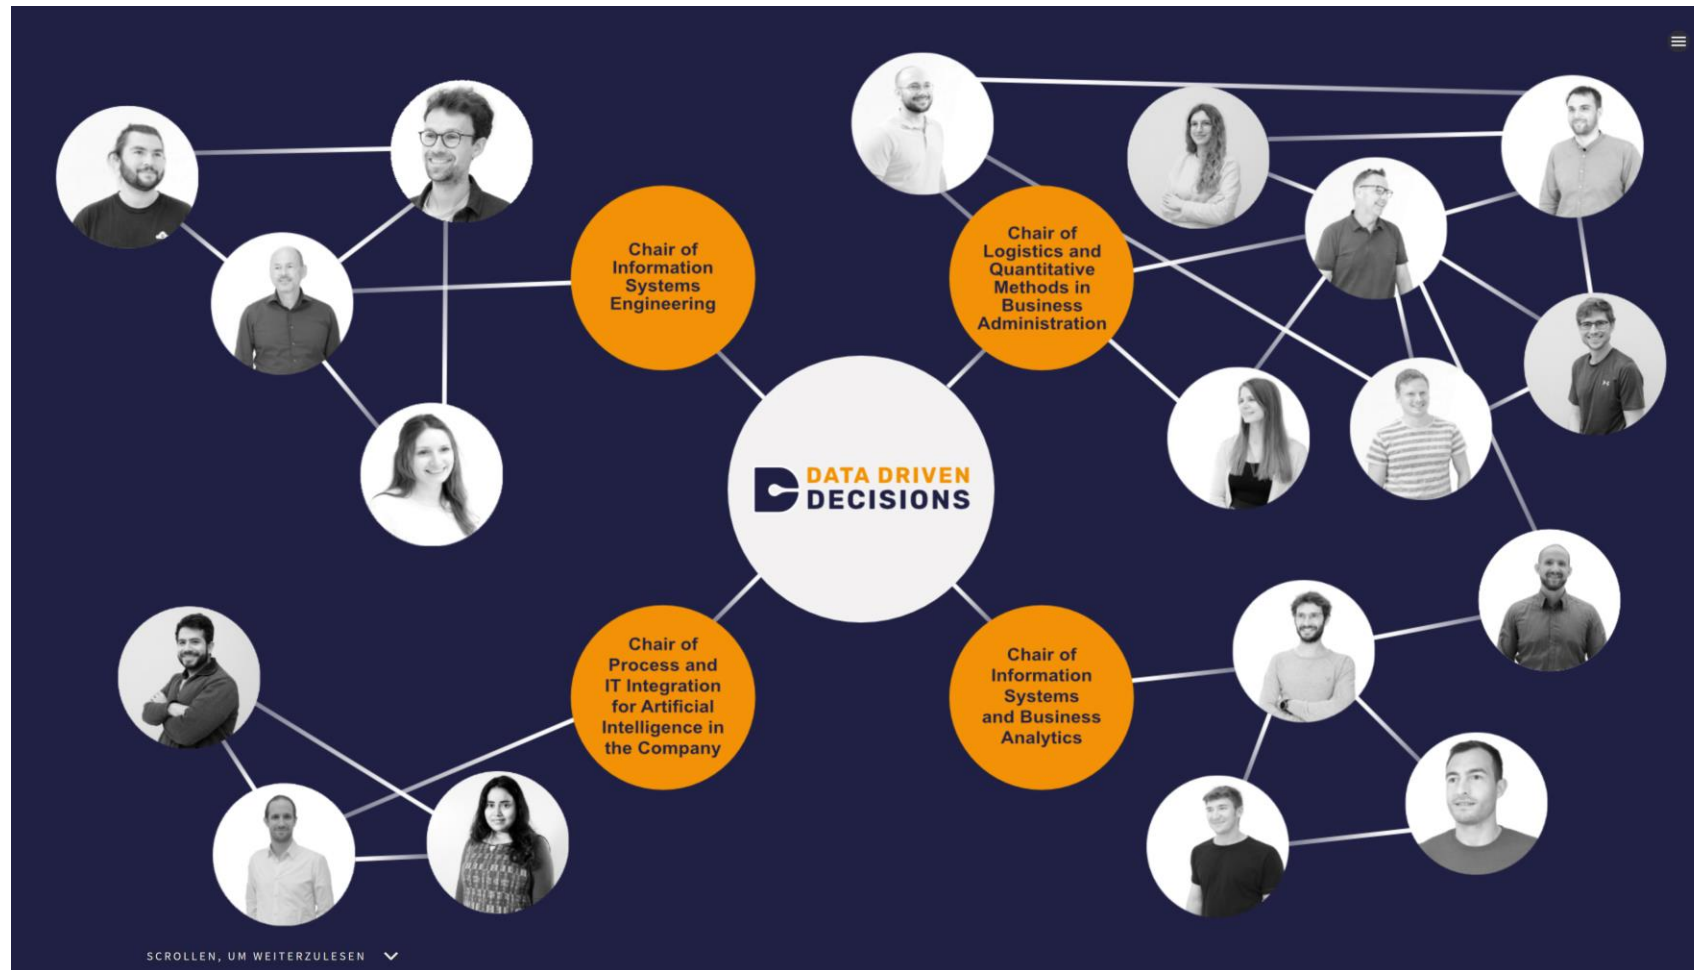 Chair of
Information
Systems
Engineering
Chair of
Logistics and
Quantitative
Methods in
Business
Administration
DATA DRIVEN
DECISIONS
Chair of
Process and
IT Integration
for Artificial
Intelligence in
the Company
Chair of
Information
Systems
and Business
Analytics
SCROLLEN, UM WEITERZULESEN